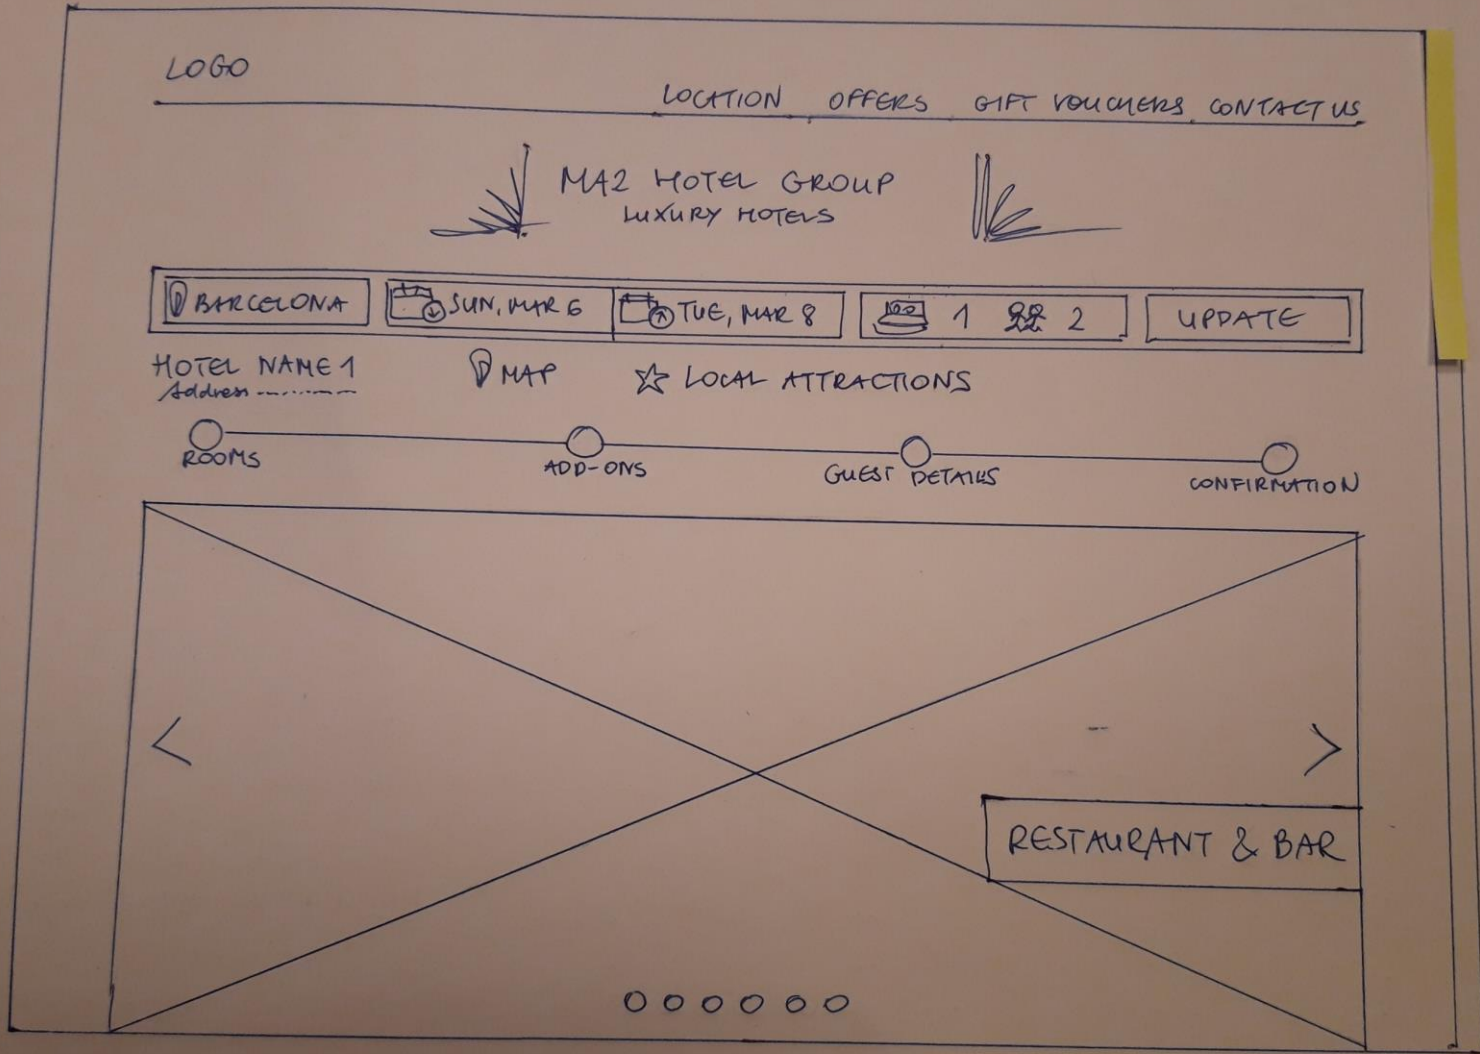 LOGO
LOCATION OFFERS GIFT VOUCHERS CONTACT US
MA2 HOTEL GROUP
LUXURY HOTELS
BARCELONA SUN, MAR 6 TUE, MAR 8 1 2 UPDATE
HOTEL NAME 1 MAP LOCAL ATTRACTIONS
Address ............
ROOMS ADD-ONS GUEST DETAILS CONFIRMATION
< >
RESTAURANT & BAR